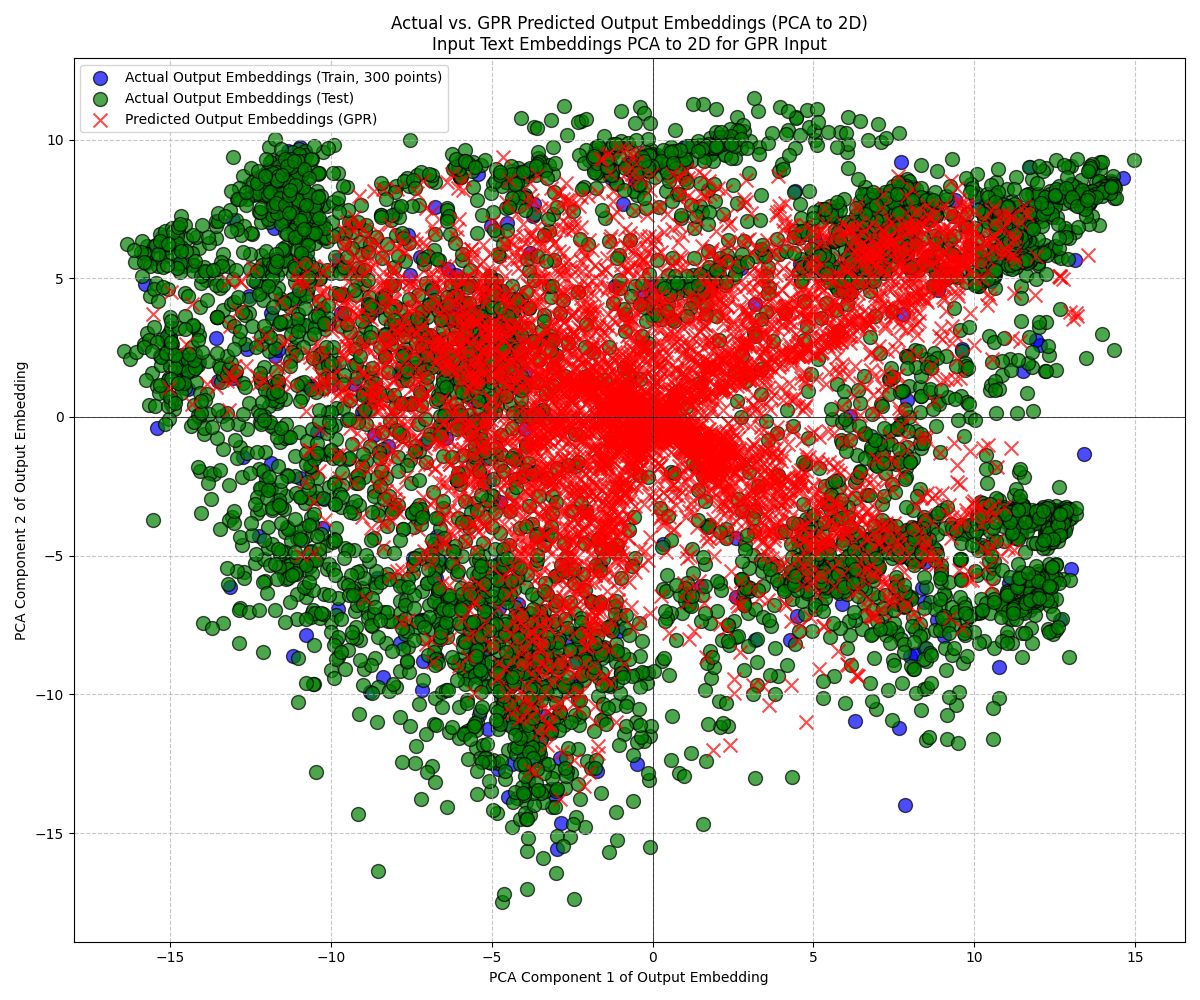 Actual vs. GPR Predicted Output Embeddings (PCA to 2D)
Input Text Embeddings PCA to 2D for GPR Input
Actual Output Embeddings (Train, 300 points)
Actual Output Embeddings (Test)
Predicted Output Embeddings (GPR)
PCA Component 2 of Output Embedding
10
5
0
−5
−10
−15
−15
−10
−5
0
5
10
15
PCA Component 1 of Output Embedding